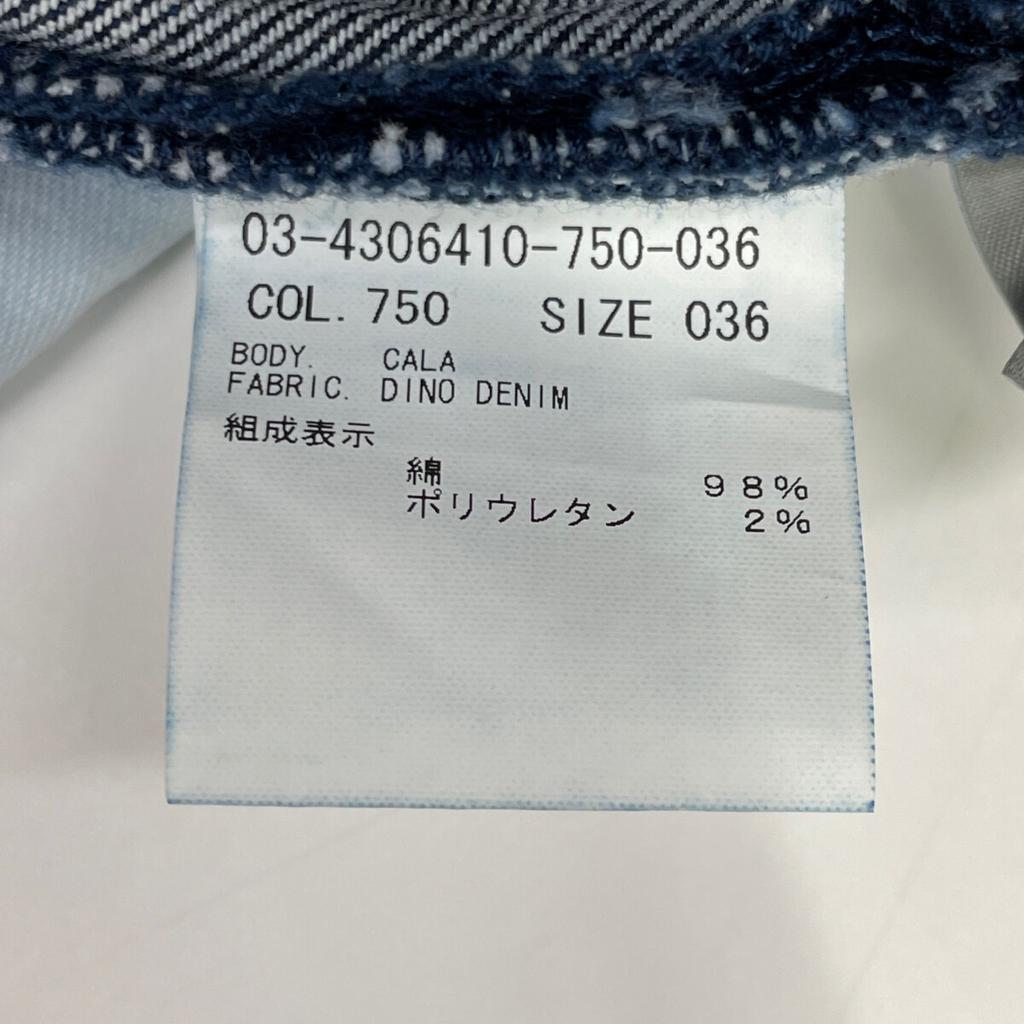 03-4306410-750-036
COL. 750 SIZE 036
BODY. CALA
FABRIC. DINO DENIM
組成表示
綿 98%
ポリウレタン 2%